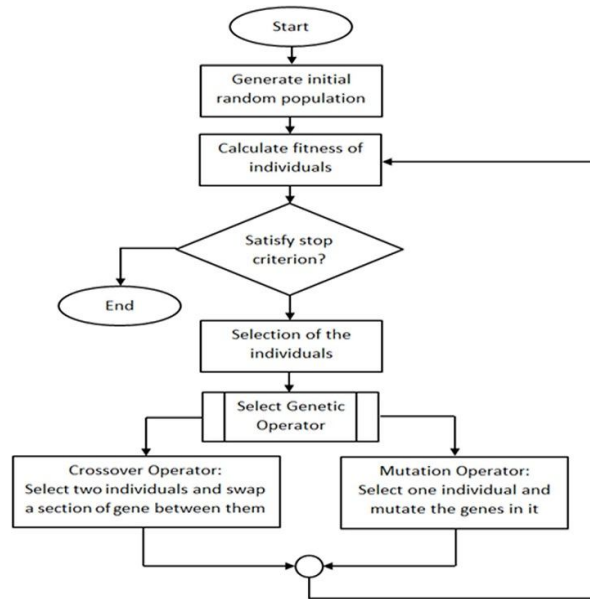 Start
Generate initial
random population
Calculate fitness of
individuals
Satisfy stop
criterion?
End
Selection of the
individuals
Select Genetic
Operator
Crossover Operator:
Select two individuals and swap
a section of gene between them
Mutation Operator:
Select one individual and
mutate the genes in it